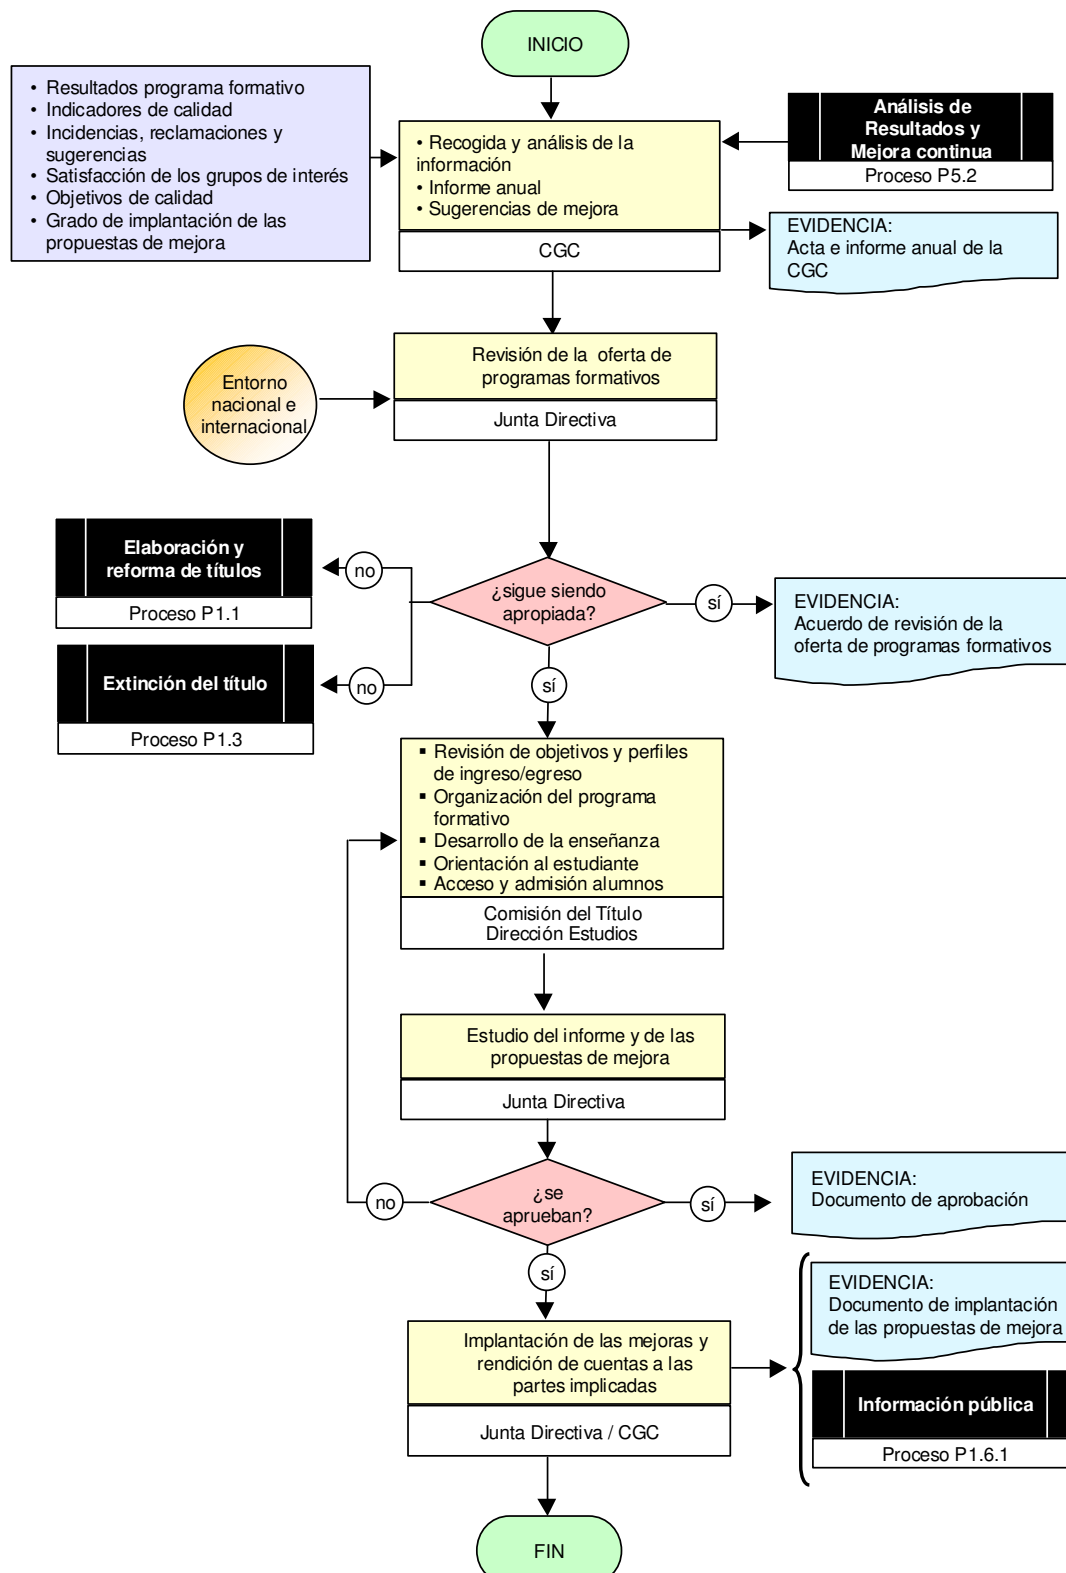 INICIO
• Resultados programa formativo
• Indicadores de calidad
• Incidencias, reclamaciones y
sugerencias
• Satisfacción de los grupos de interés
• Objetivos de calidad
• Grado de implantación de las
propuestas de mejora
• Recogida y análisis de la
información
• Informe anual
• Sugerencias de mejora
CGC
Análisis de
Resultados y
Mejora continua
Proceso P5.2
EVIDENCIA:
Acta e informe anual de la
CGC
Entorno
nacional e
internacional
Revisión de la oferta de
programas formativos
Junta Directiva
Elaboración y
reforma de títulos
Proceso P1.1
no
¿sigue siendo
apropiada?
sí
EVIDENCIA:
Acuerdo de revisión de la
oferta de programas formativos
Extinción del título
Proceso P1.3
no
sí
▪ Revisión de objetivos y perfiles
de ingreso/egreso
▪ Organización del programa
formativo
▪ Desarrollo de la enseñanza
▪ Orientación al estudiante
▪ Acceso y admisión alumnos
Comisión del Título
Dirección Estudios
Estudio del informe y de las
propuestas de mejora
Junta Directiva
no
¿se
aprueban?
sí
EVIDENCIA:
Documento de aprobación
sí
Implantación de las mejoras y
rendición de cuentas a las
partes implicadas
Junta Directiva / CGC
EVIDENCIA:
Documento de implantación
de las propuestas de mejora
Información pública
Proceso P1.6.1
FIN